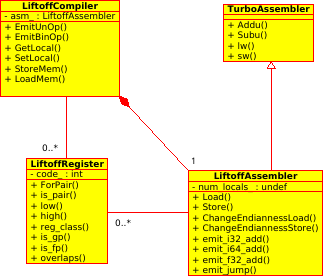 LiftoffCompiler
- asm_ : LiftoffAssembler
+ EmitUnOp()
+ EmitBinOp()
+ GetLocal()
+ SetLocal()
+ StoreMem()
+ LoadMem()
TurboAssembler
+ Addu()
+ Subu()
+ lw()
+ sw()
0..*
1
LiftoffRegister
- code_ : int
+ ForPair()
+ is_pair()
+ low()
+ high()
+ reg_class()
+ is_gp()
+ is_fp()
+ overlaps()
0..*
LiftoffAssembler
- num_locals_ : undef
+ Load()
+ Store()
+ ChangeEndiannessLoad()
+ ChangeEndiannessStore()
+ emit_i32_add()
+ emit_i64_add()
+ emit_f32_add()
+ emit_jump()